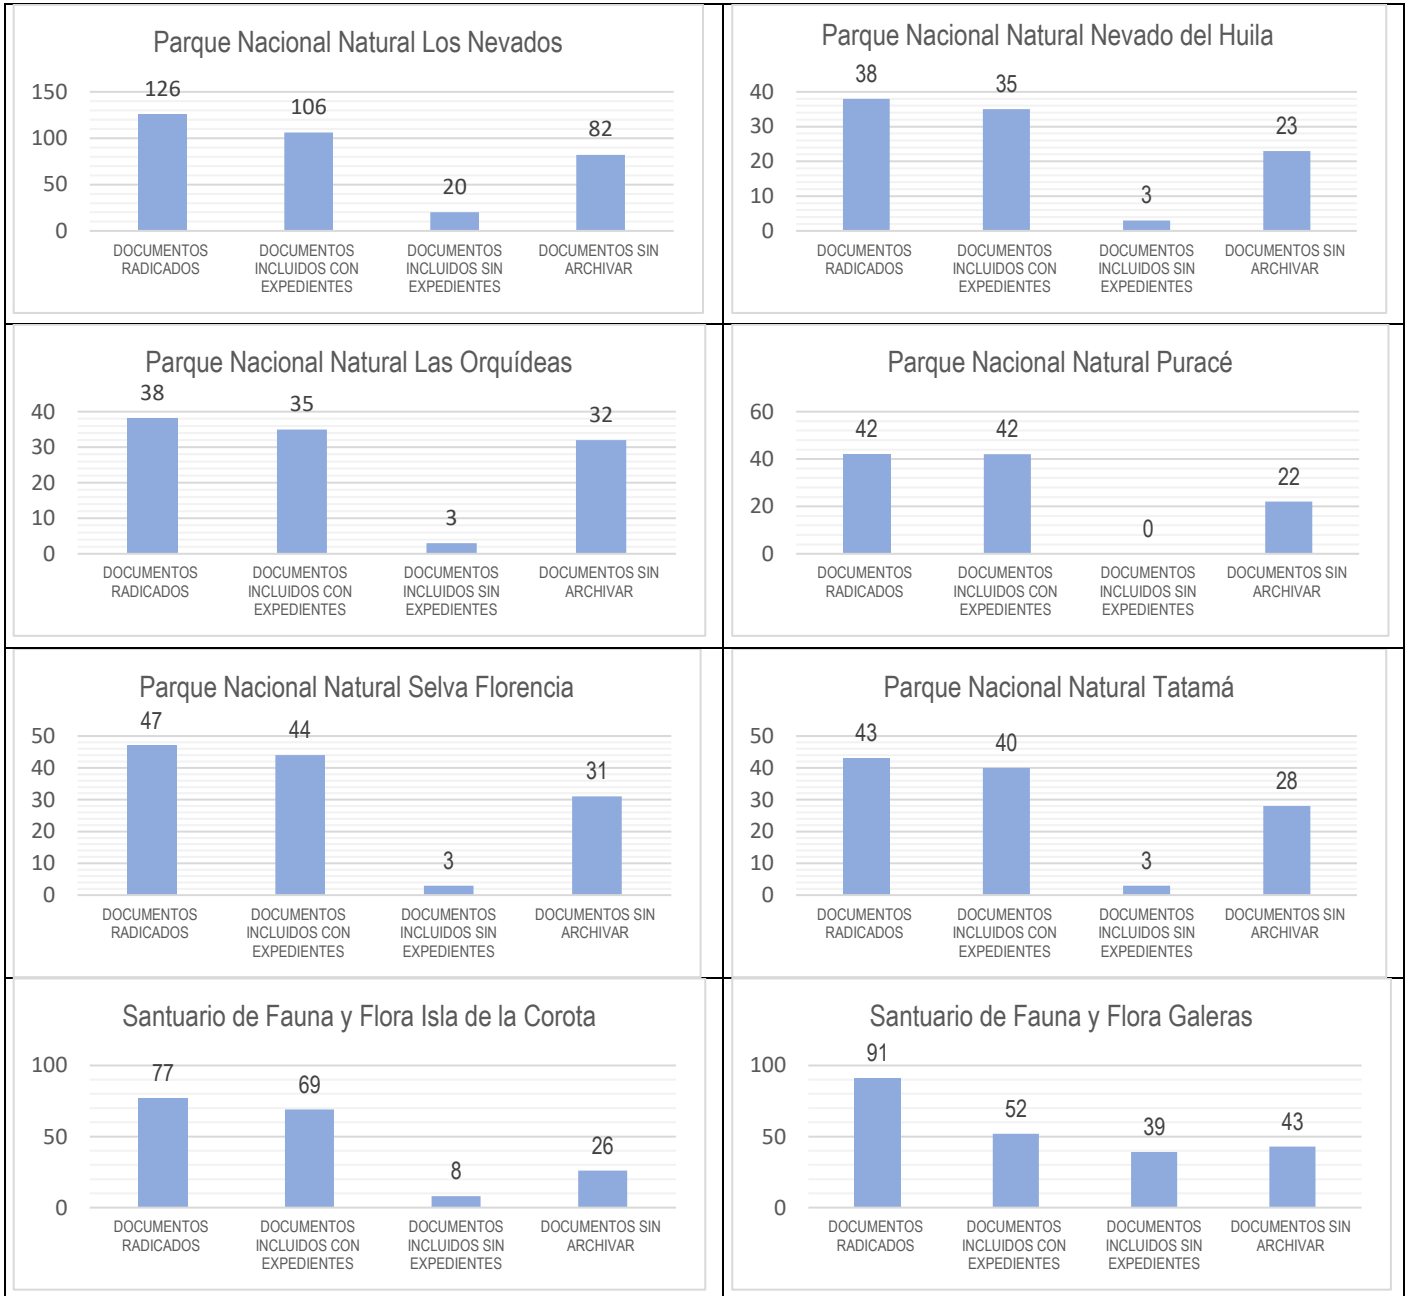 Parque Nacional Natural Los Nevados
126
106
20
82
150
100
50
0
DOCUMENTOS
RADICADOS
DOCUMENTOS
INCLUIDOS CON
EXPEDIENTES
DOCUMENTOS
INCLUIDOS SIN
EXPEDIENTES
DOCUMENTOS SIN
ARCHIVAR
Parque Nacional Natural Nevado del Huila
38
35
3
23
40
30
20
10
0
DOCUMENTOS
RADICADOS
DOCUMENTOS
INCLUIDOS CON
EXPEDIENTES
DOCUMENTOS
INCLUIDOS SIN
EXPEDIENTES
DOCUMENTOS SIN
ARCHIVAR
Parque Nacional Natural Las Orquídeas
38
35
3
32
40
30
20
10
0
DOCUMENTOS
RADICADOS
DOCUMENTOS
INCLUIDOS CON
EXPEDIENTES
DOCUMENTOS
INCLUIDOS SIN
EXPEDIENTES
DOCUMENTOS SIN
ARCHIVAR
Parque Nacional Natural Puracé
42
42
0
22
60
40
20
0
DOCUMENTOS
RADICADOS
DOCUMENTOS
INCLUIDOS CON
EXPEDIENTES
DOCUMENTOS
INCLUIDOS SIN
EXPEDIENTES
DOCUMENTOS SIN
ARCHIVAR
Parque Nacional Natural Selva Florencia
47
44
3
31
50
40
30
20
10
0
DOCUMENTOS
RADICADOS
DOCUMENTOS
INCLUIDOS CON
EXPEDIENTES
DOCUMENTOS
INCLUIDOS SIN
EXPEDIENTES
DOCUMENTOS SIN
ARCHIVAR
Parque Nacional Natural Tatamá
43
40
3
28
50
40
30
20
10
0
DOCUMENTOS
RADICADOS
DOCUMENTOS
INCLUIDOS CON
EXPEDIENTES
DOCUMENTOS
INCLUIDOS SIN
EXPEDIENTES
DOCUMENTOS SIN
ARCHIVAR
Santuario de Fauna y Flora Isla de la Corota
77
69
8
26
100
50
0
DOCUMENTOS
RADICADOS
DOCUMENTOS
INCLUIDOS CON
EXPEDIENTES
DOCUMENTOS
INCLUIDOS SIN
EXPEDIENTES
DOCUMENTOS SIN
ARCHIVAR
Santuario de Fauna y Flora Galeras
91
52
39
43
100
50
0
DOCUMENTOS
RADICADOS
DOCUMENTOS
INCLUIDOS CON
EXPEDIENTES
DOCUMENTOS
INCLUIDOS SIN
EXPEDIENTES
DOCUMENTOS SIN
ARCHIVAR